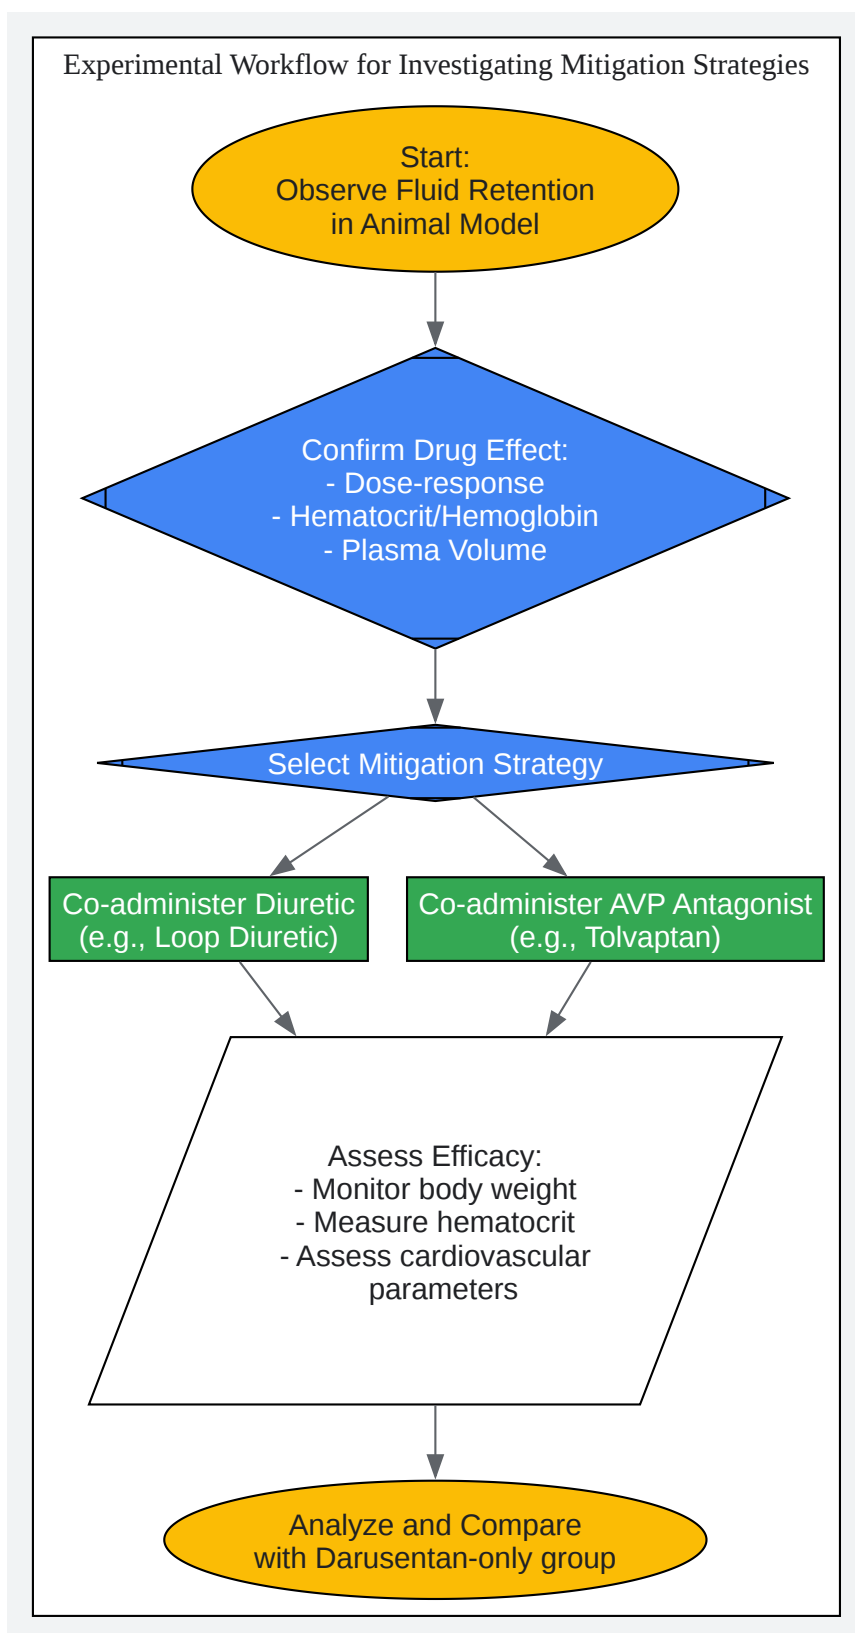 Experimental Workflow for Investigating Mitigation Strategies
Start:
Observe Fluid Retention
in Animal Model
Confirm Drug Effect:
- Dose-response
- Hematocrit/Hemoglobin
- Plasma Volume
Select Mitigation Strategy
Co-administer Diuretic
(e.g., Loop Diuretic)
Co-administer AVP Antagonist
(e.g., Tolvaptan)
Assess Efficacy:
- Monitor body weight
- Measure hematocrit
- Assess cardiovascular
parameters
Analyze and Compare
with Darusentan-only group